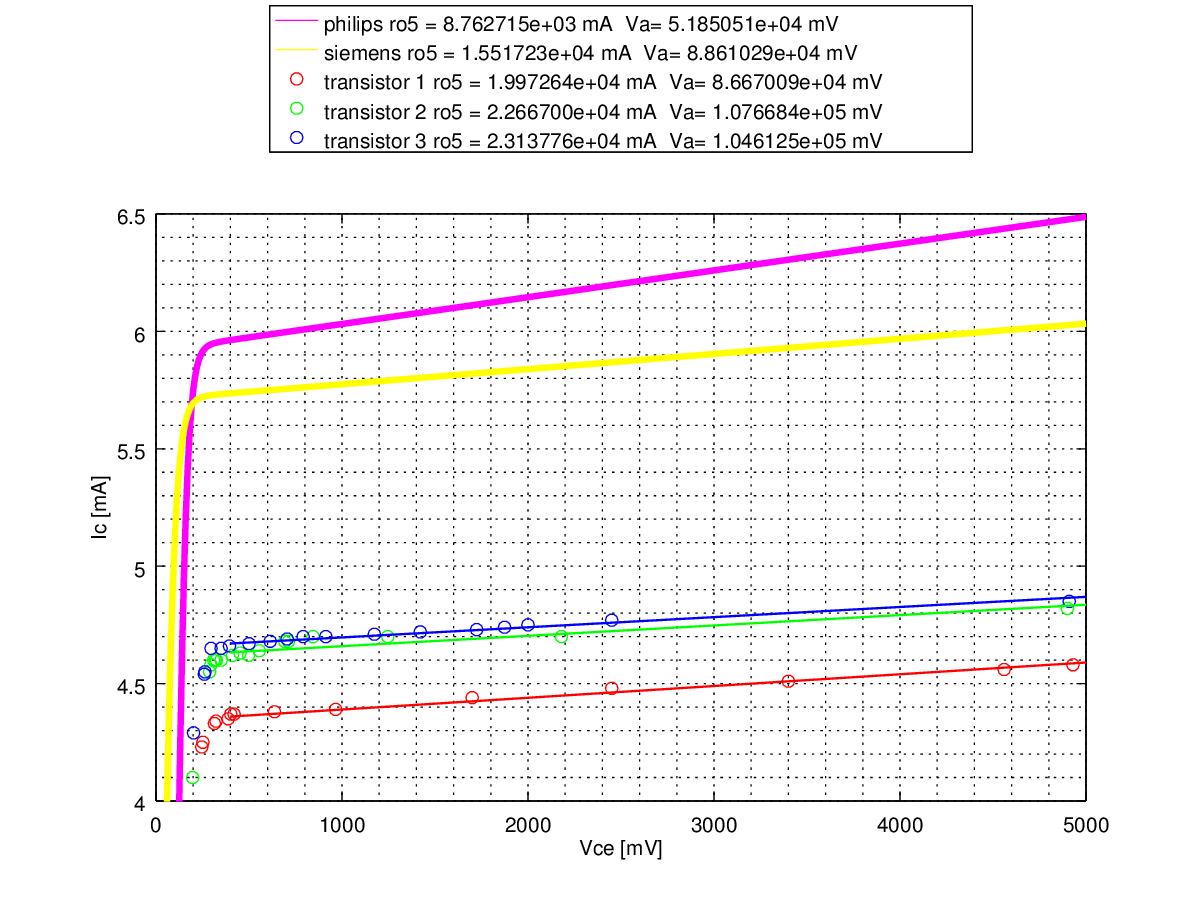 philips ro5 = 8.762715e+03 mA  Va= 5.185051e+04 mV
siemens ro5 = 1.551723e+04 mA  Va= 8.861029e+04 mV
transistor 1 ro5 = 1.997264e+04 mA  Va= 8.667009e+04 mV
transistor 2 ro5 = 2.266700e+04 mA  Va= 1.076684e+05 mV
transistor 3 ro5 = 2.313776e+04 mA  Va= 1.046125e+05 mV
6.5
6
5.5
Ic [mA]
5
4.5
4
0 1000 2000 3000 4000 5000
Vce [mV]